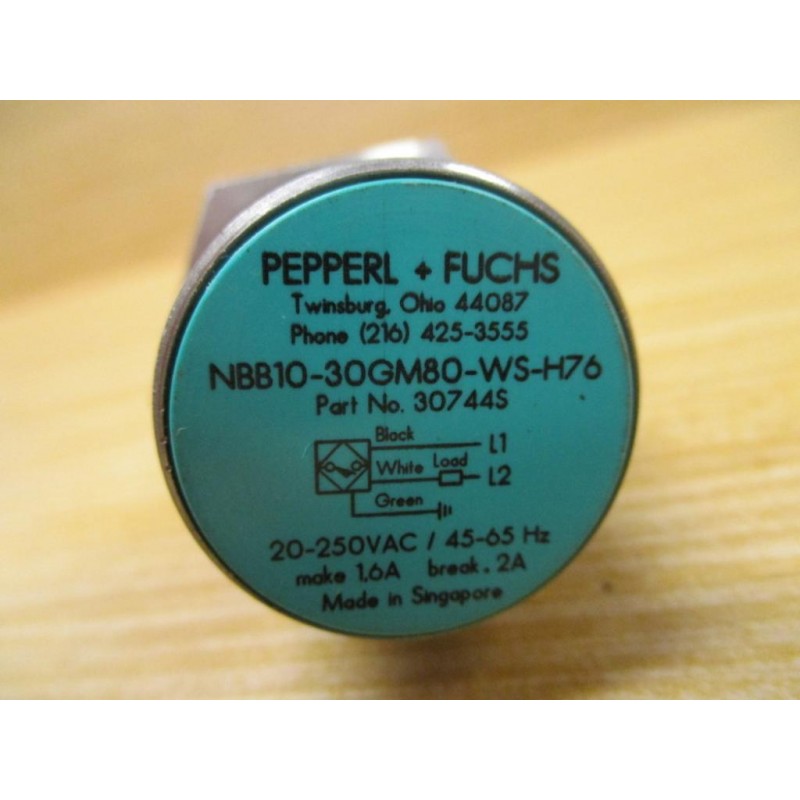 PEPPERL + FUCHS
Twinsburg, Ohio 44087
Phone (216) 425-3555
NBB10-30GM80-WS-H76
Part No. 30744S
Black L1
White Load L2
Green
20-250VAC / 45-65 Hz
make 1,6A break . 2A
Made in Singapore